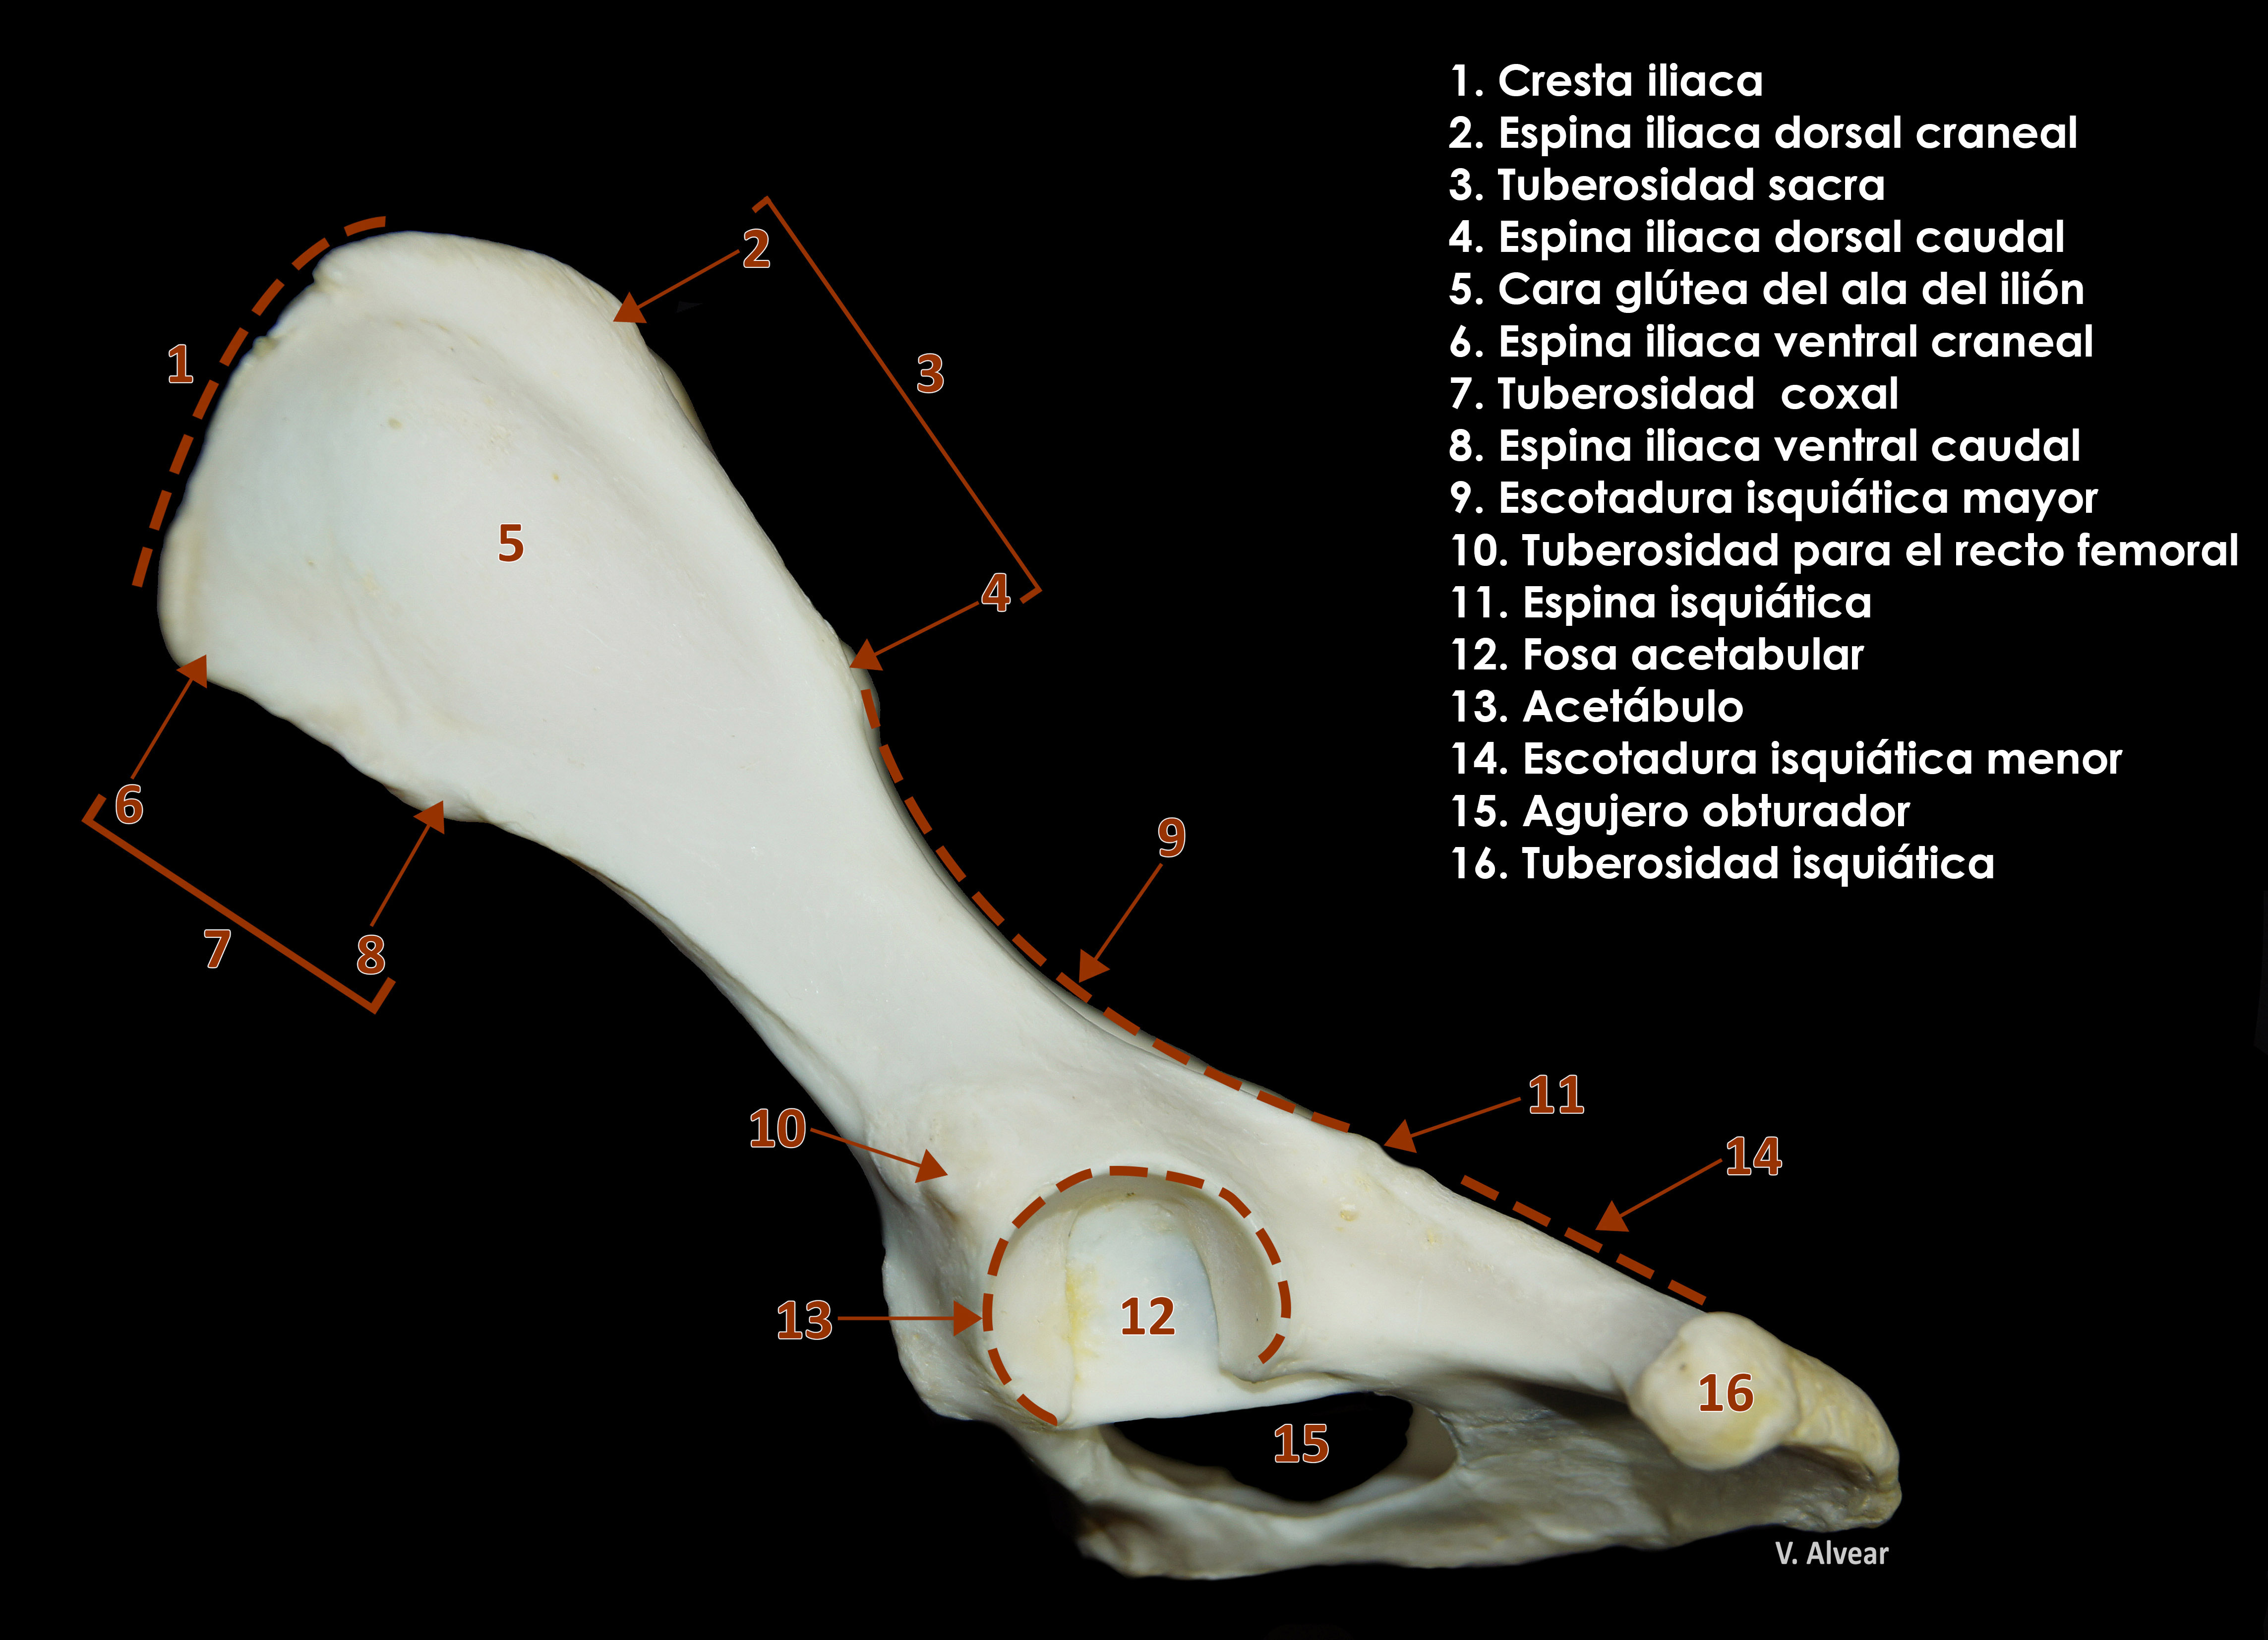 1. Cresta iliaca
2. Espina iliaca dorsal craneal
3. Tuberosidad sacra
4. Espina iliaca dorsal caudal
5. Cara glútea del ala del ilión
6. Espina iliaca ventral craneal
7. Tuberosidad  coxal
8. Espina iliaca ventral caudal
9. Escotadura isquiática mayor
10. Tuberosidad para el recto femoral
11. Espina isquiática
12. Fosa acetabular
13. Acetábulo
14. Escotadura isquiática menor
15. Agujero obturador
16. Tuberosidad isquiática
2
1
3
5
4
6
9
7
8
11
10
14
13
12
16
15
V. Alvear